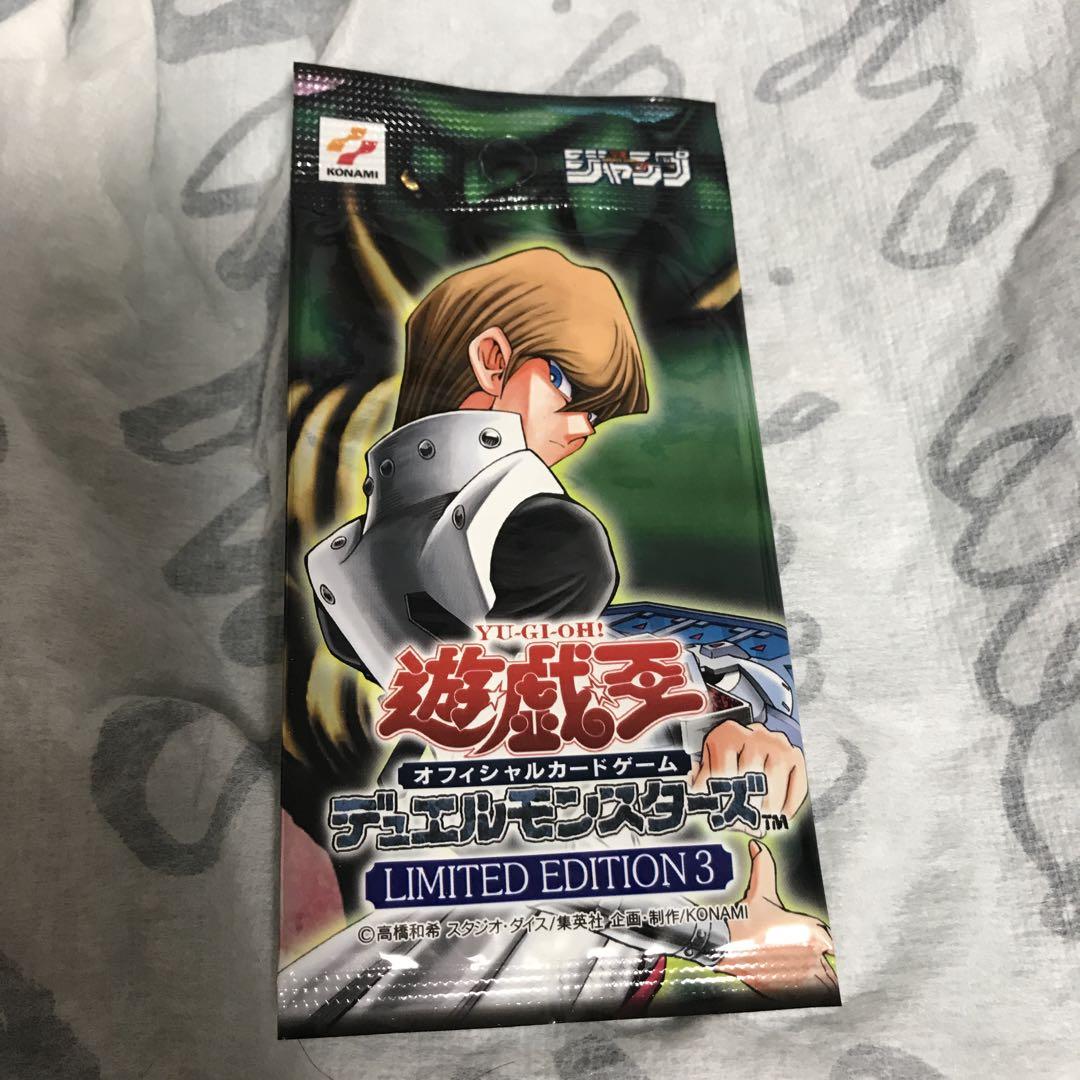 KONAMI
ジャンプ
YU-GI-OH!
遊戯王
オフィシャルカードゲーム
デュエルモンスターズ™
LIMITED EDITION 3
©高橋和希 スタジオ・ダイス/集英社 企画・制作/KONAMI